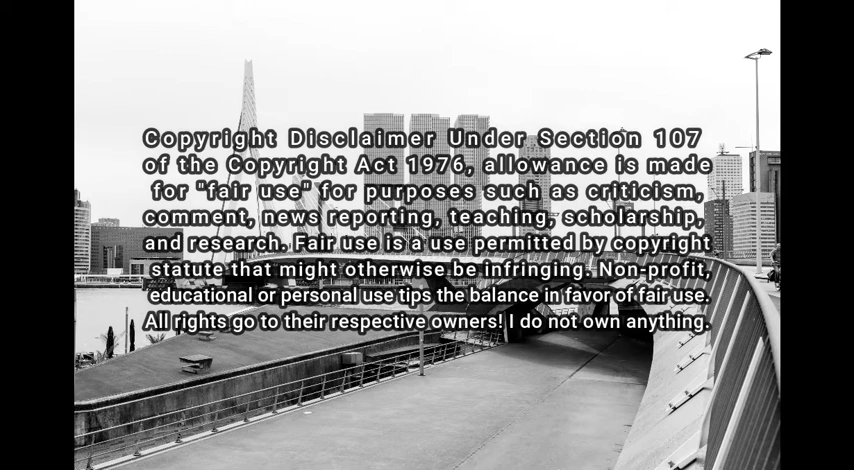 Copyright Disclaimer Under Section 107
of the Copyright Act 1976, allowance is made
for "fair use" for purposes such as criticism,
comment, news reporting, teaching, scholarship,
and research. Fair use is a use permitted by copyright
statute that might otherwise be infringing. Non-profit,
educational or personal use tips the balance in favor of fair use.
All rights go to their respective owners! I do not own anything.